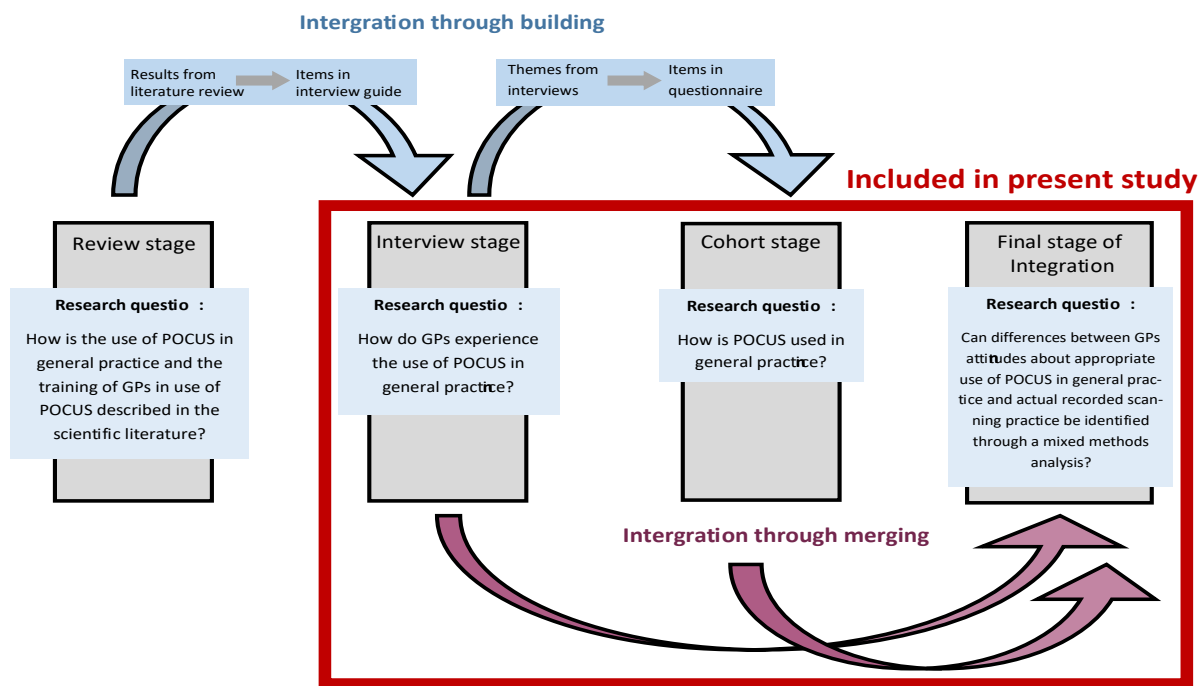 Intergration through building
Results from
literature review
Items in
interview guide
Themes from
interviews
Items in
questionnaire
Included in present study
Review stage
Research questio :
How is the use of POCUS in
general practice and the
training of GPs in use of
POCUS described in the
scientific literature?
Interview stage
Research questio :
How do GPs experience
the use of POCUS in
general practice?
Cohort stage
Research questio :
How is POCUS used in
general practice?
Final stage of
Integration
Research questio :
Can differences between GPs
attitudes about appropriate
use of POCUS in general prac-
tice and actual recorded scan-
ning practice be identified
through a mixed methods
analysis?
Intergration through merging